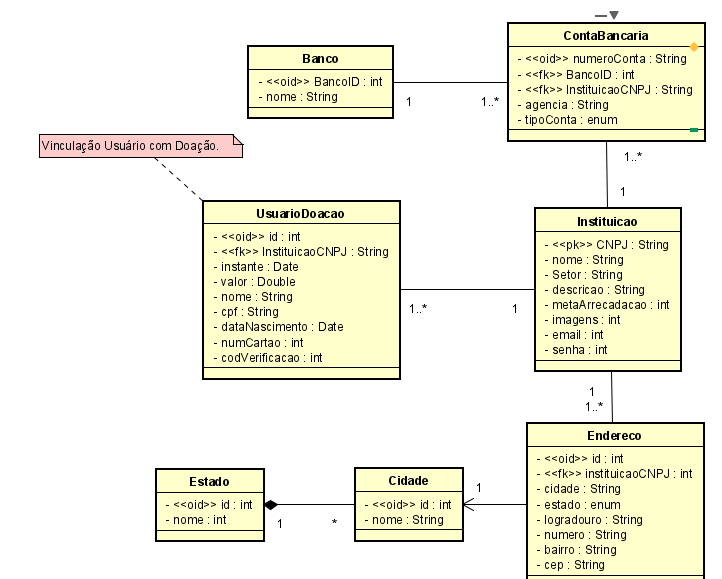 ContaBancaria
- <<oid>> numeroConta : String
- <<fk>> BancoID : int
- <<fk>> InstituicaoCNPJ : String
- agencia : String
- tipoConta : enum
Banco
- <<oid>> BancoID : int
- nome : String
1
1..*
Vinculação Usuário com Doação.
1..*
1
UsuarioDoacao
- <<oid>> id : int
- <<fk>> InstituicaoCNPJ : String
- instante : Date
- valor : Double
- nome : String
- cpf : String
- dataNascimento : Date
- numCartao : int
- codVerificacao : int
1..*
1
Instituicao
- <<pk>> CNPJ : String
- nome : String
- Setor : String
- descricao : String
- metaArrecadacao : int
- imagens : int
- email : int
- senha : int
1
1..*
Endereco
- <<oid>> id : int
- <<fk>> instituicaoCNPJ : int
- cidade : String
- estado : enum
- logradouro : String
- numero : String
- bairro : String
- cep : String
Estado
- <<oid>> id : int
- nome : int
1
*
Cidade
- <<oid>> id : int
- nome : String
1